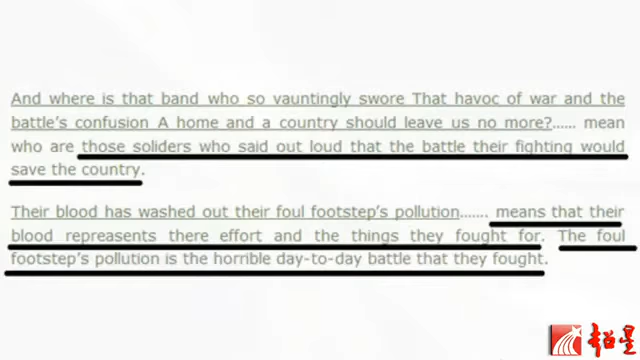 And where is that band who so vauntingly swore That havoc of war and the
battle's confusion A home and a country should leave us no more?...... mean
who are those soliders who said out loud that the battle their fighting would
save the country.
Their blood has washed out their foul footstep's pollution....... means that their
blood repreasents there effort and the things they fought for. The foul
footstep's pollution is the horrible day-to-day battle that they fought.